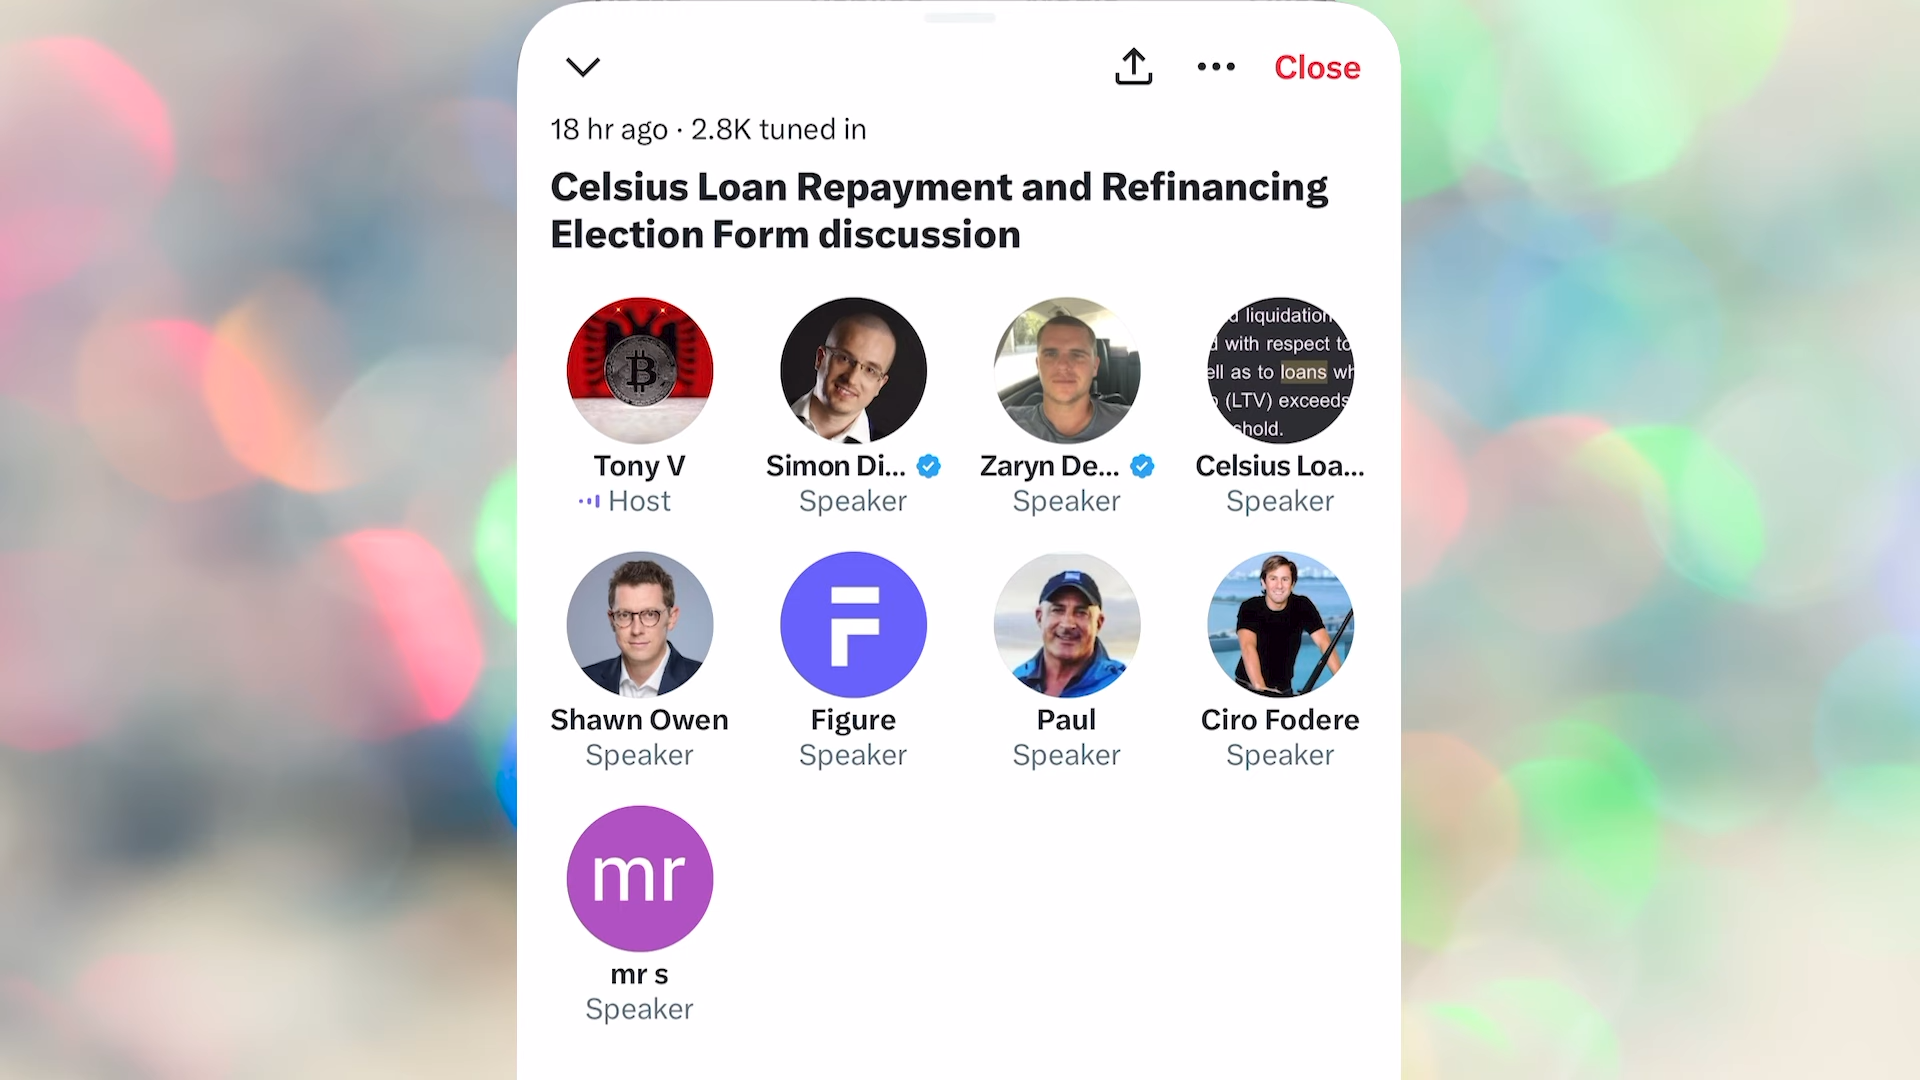 Close
18 hr ago · 2.8K tuned in
Celsius Loan Repayment and Refinancing
Election Form discussion
d liquidation
d with respect to
ell as to loans wh
(LTV) exceeds
shold.
Tony V
Simon Di...
Zaryn De...
Celsius Loa...
Host
Speaker
Speaker
Speaker
F
Shawn Owen
Figure
Paul
Ciro Fodere
Speaker
Speaker
Speaker
Speaker
mr
mr s
Speaker